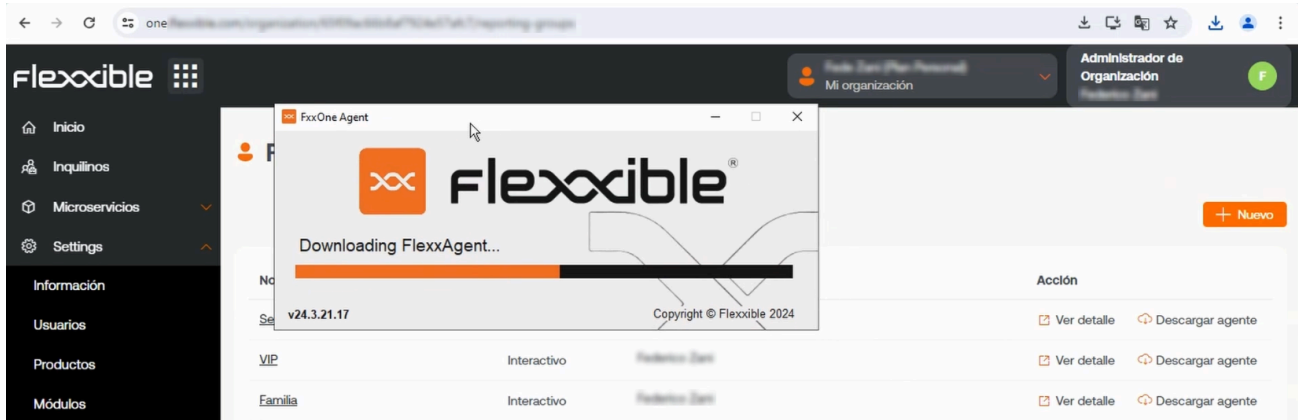 one
Flexxible
Mi organización
Administrador de
Organización
F
Inicio
Inquilinos
Microservicios
Settings
Información
Usuarios
Productos
Módulos
FxxOne Agent
Flexxible®
Downloading FlexxAgent...
v24.3.21.17
Copyright © Flexxible 2024
Nuevo
Acción
Ver detalle
Descargar agente
VIP
Interactivo
Ver detalle
Descargar agente
Familia
Interactivo
Ver detalle
Descargar agente